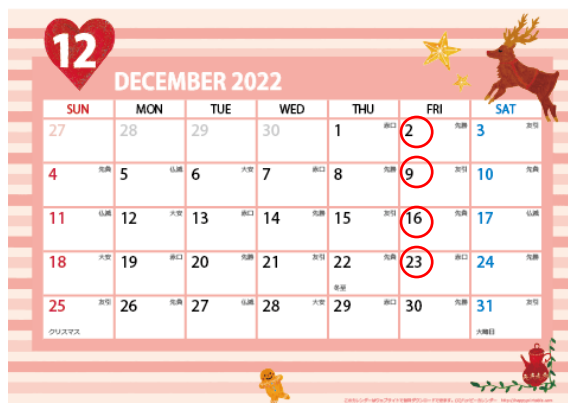 12
DECEMBER 2022
SUN MON TUE WED THU FRI SAT
27 28 29 30 1 赤口 2 先勝 3 友引
4 先負 5 仏滅 6 大安 7 赤口 8 先勝 9 友引 10 先負
11 仏滅 12 大安 13 赤口 14 先勝 15 友引 16 先負 17 仏滅
18 大安 19 赤口 20 先勝 21 友引 22 先負 23 赤口 24 先勝
冬至
25 友引 26 先負 27 仏滅 28 大安 29 赤口 30 先勝 31 友引
クリスマス 大晦日